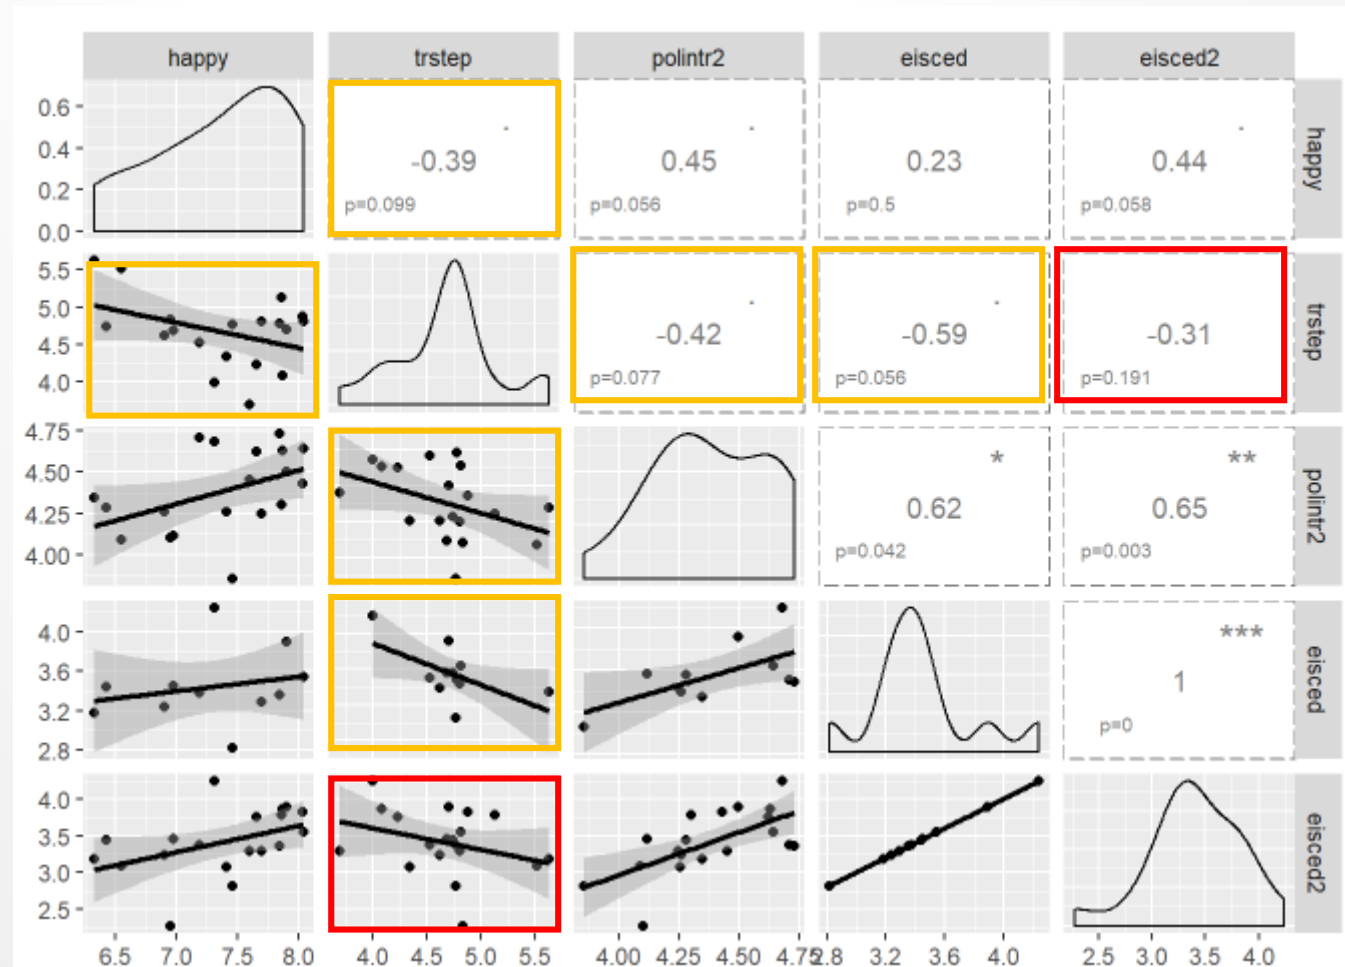 happy trstep polintr2 eisced eisced2
0.6
0.4
0.2
0.0
-0.39
p=0.099
0.45
p=0.056
0.23
p=0.5
0.44
p=0.058
happy
5.5
5.0
4.5
4.0
-0.42
p=0.077
-0.59
p=0.056
-0.31
p=0.191
trstep
4.75
4.50
4.25
4.00
*
0.62
p=0.042
**
0.65
p=0.003
polintr2
4.0
3.6
3.2
2.8
***
1
p=0
eisced
4.0
3.5
3.0
2.5
eisced2
6.5 7.0 7.5 8.0 4.0 4.5 5.0 5.5 4.00 4.25 4.50 4.75 2.8 3.2 3.6 4.0 2.5 3.0 3.5 4.0